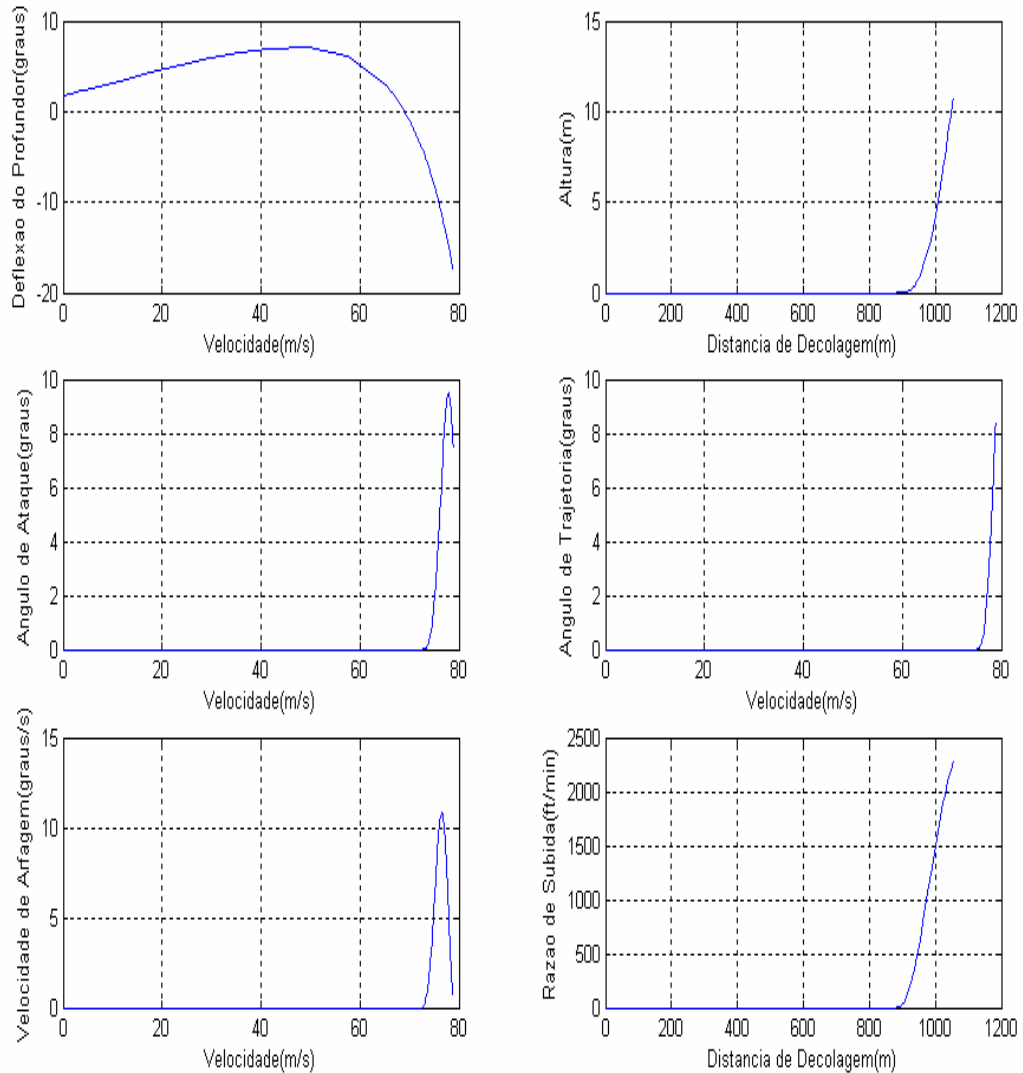 Deflexao do Profundor(graus)
10
0
-10
-20
0 20 40 60 80
Velocidade(m/s)
Altura(m)
15
10
5
0
0 200 400 600 800 1000 1200
Distancia de Decolagem(m)
Angulo de Ataque(graus)
10
8
6
4
2
0
0 20 40 60 80
Velocidade(m/s)
Angulo de Trajetoria(graus)
10
8
6
4
2
0
0 20 40 60 80
Velocidade(m/s)
Velocidade de Arfagem(graus/s)
15
10
5
0
0 20 40 60 80
Velocidade(m/s)
Razao de Subida(ft/min)
2500
2000
1500
1000
500
0
0 200 400 600 800 1000 1200
Distancia de Decolagem(m)